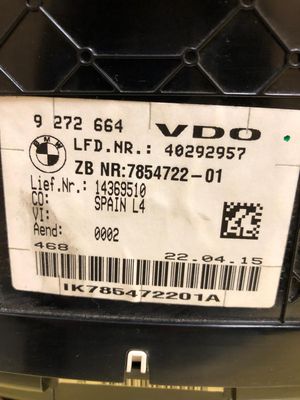 9 272 664 VDO
BMW
LFD.NR.: 40292957
ZB NR:7854722-01
Lief.Nr.: 14369510
CO: SPAIN L4
VI:
Aend: 0002
468 22.04.15
IK785472201A